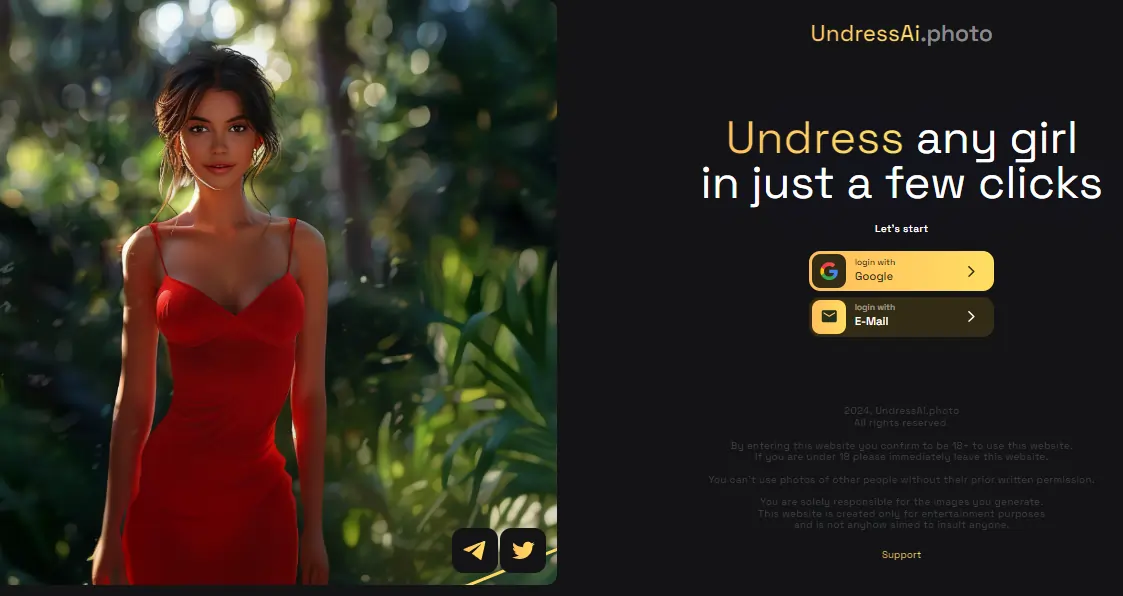 UndressAi.photo
Undress any girl
in just a few clicks
Let's start
login with
Google
login with
E-Mail
2024, UndressAi.photo
All rights reserved
By entering this website you confirm to be 18+ to use this website.
If you are under 18 please immediately leave this website.
You can't use photos of other people without their prior written permission.
You are solely responsible for the images you generate.
This website is created only for entertainment purposes
and is not anyhow aimed to insult anyone.
Support